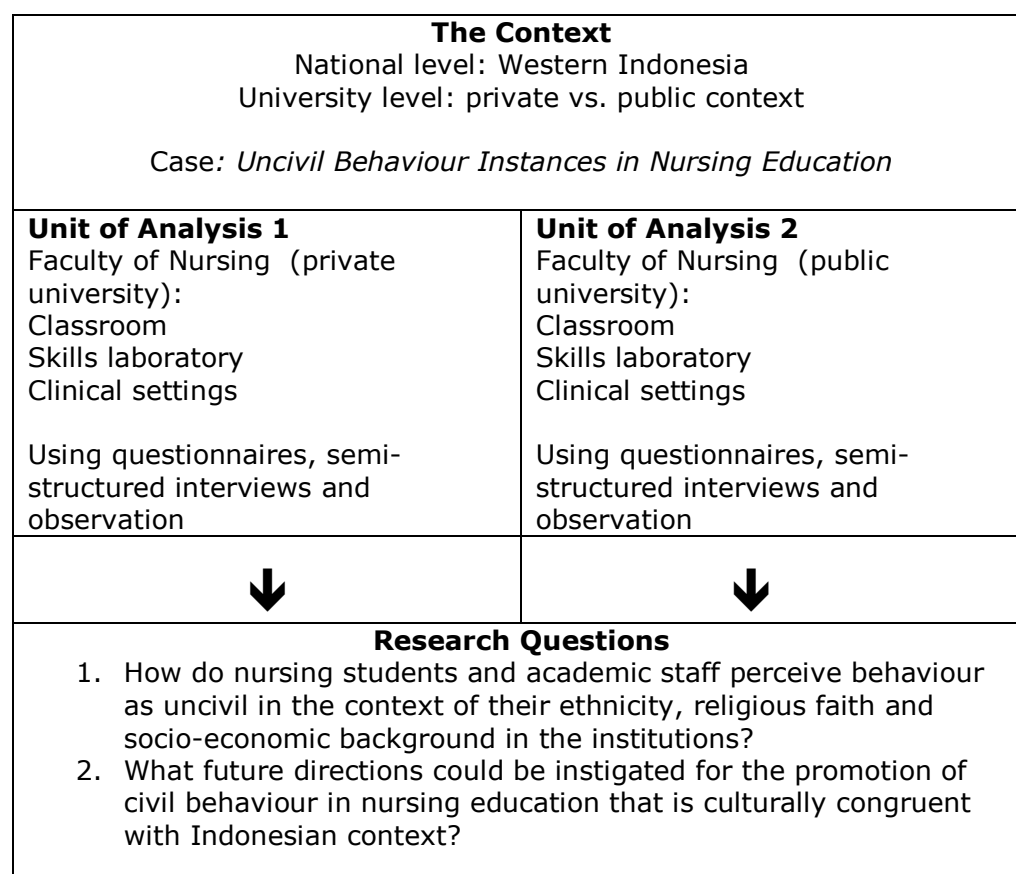 The Context
National level: Western Indonesia
University level: private vs. public context
Case: Uncivil Behaviour Instances in Nursing Education
Unit of Analysis 1
Faculty of Nursing (private
university):
Classroom
Skills laboratory
Clinical settings
Using questionnaires, semi-
structured interviews and
observation
Unit of Analysis 2
Faculty of Nursing (public
university):
Classroom
Skills laboratory
Clinical settings
Using questionnaires, semi-
structured interviews and
observation
Research Questions
1. How do nursing students and academic staff perceive behaviour
as uncivil in the context of their ethnicity, religious faith and
socio-economic background in the institutions?
2. What future directions could be instigated for the promotion of
civil behaviour in nursing education that is culturally congruent
with Indonesian context?